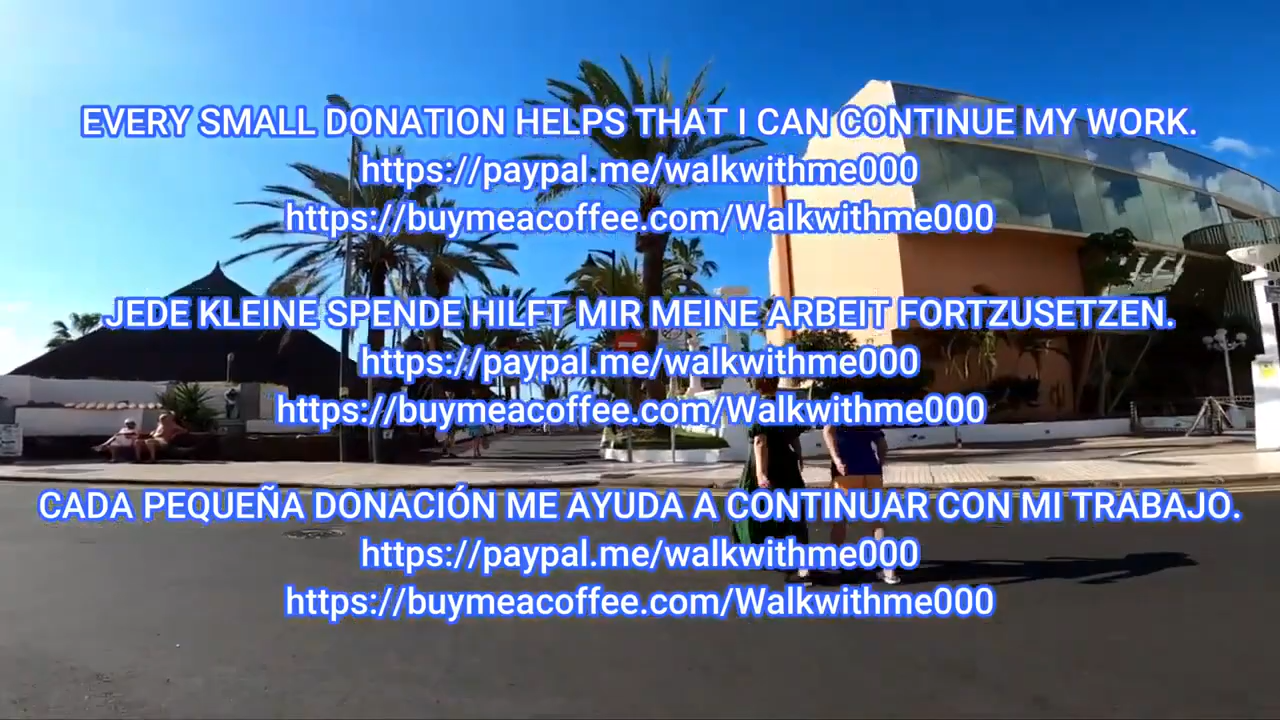 EVERY SMALL DONATION HELPS THAT I CAN CONTINUE MY WORK.
https://paypal.me/walkwithme000
https://buymeacoffee.com/Walkwithme000
JEDE KLEINE SPENDE HILFT MIR MEINE ARBEIT FORTZUSETZEN.
https://paypal.me/walkwithme000
https://buymeacoffee.com/Walkwithme000
CADA PEQUEÑA DONACIÓN ME AYUDA A CONTINUAR CON MI TRABAJO.
https://paypal.me/walkwithme000
https://buymeacoffee.com/Walkwithme000